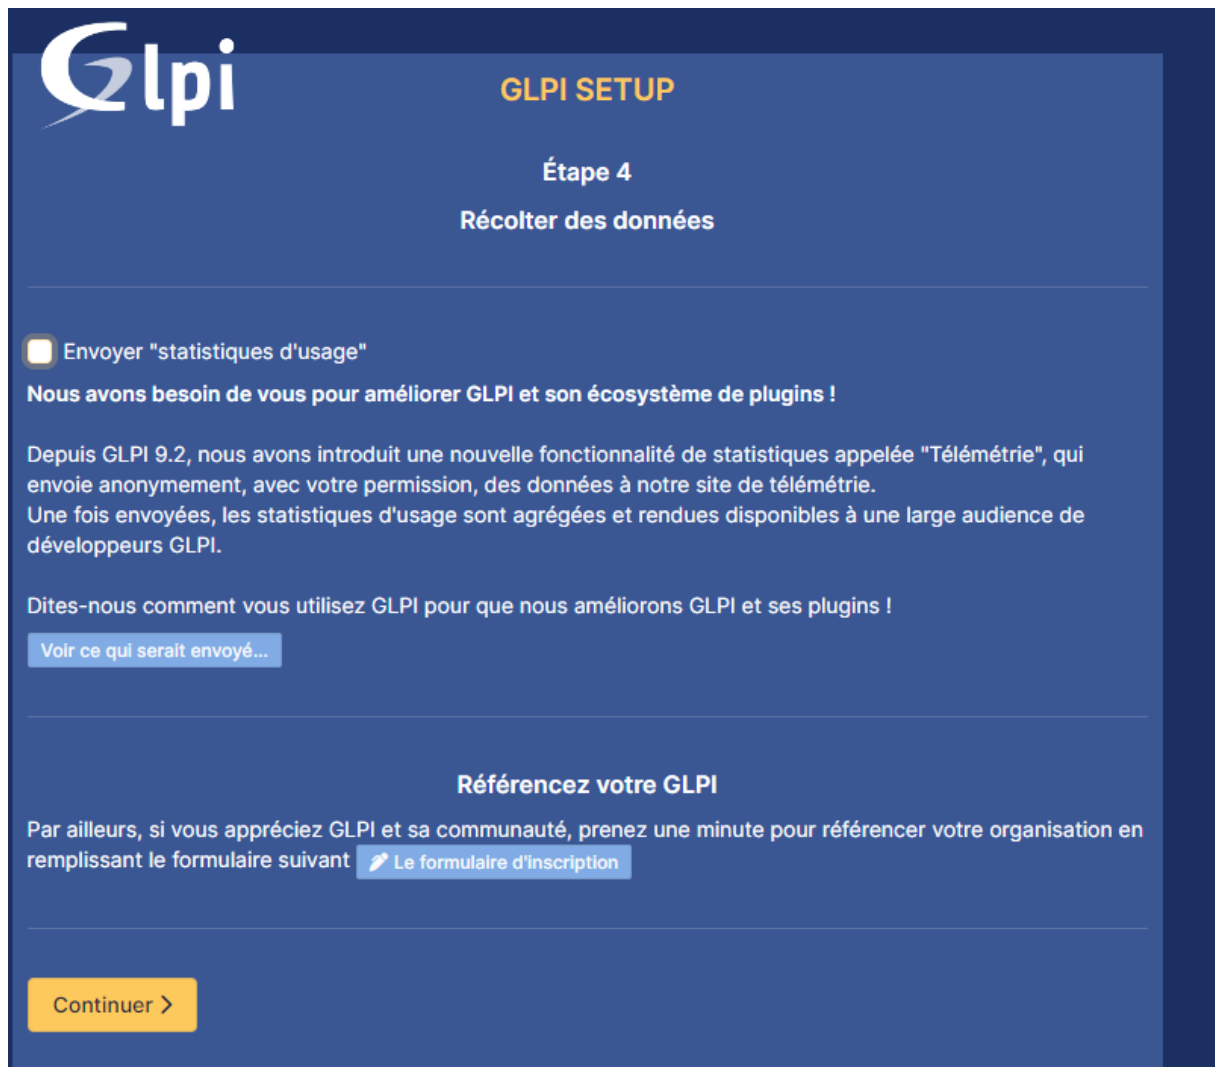 Glpi
GLPI SETUP
Étape 4
Récolter des données
Envoyer "statistiques d'usage"
Nous avons besoin de vous pour améliorer GLPI et son écosystème de plugins !
Depuis GLPI 9.2, nous avons introduit une nouvelle fonctionnalité de statistiques appelée "Télémétrie", qui
envoie anonymement, avec votre permission, des données à notre site de télémétrie.
Une fois envoyées, les statistiques d'usage sont agrégées et rendues disponibles à une large audience de
développeurs GLPI.
Dites-nous comment vous utilisez GLPI pour que nous améliorons GLPI et ses plugins !
Voir ce qui serait envoyé...
Référencez votre GLPI
Par ailleurs, si vous appréciez GLPI et sa communauté, prenez une minute pour référencer votre organisation en
remplissant le formulaire suivant Le formulaire d'inscription
Continuer >